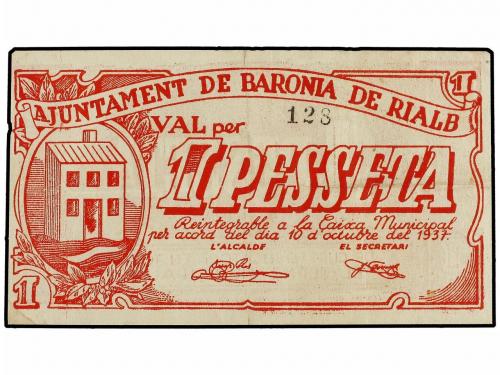 AJUNTAMENT DE BARONIA DE RIALB
1
128
VAL per
1 PESSETA
Reintegrable a la Caixa Municipal
per acord del dia 10 d'octubre del 1937-
L'ALCALDE EL SECRETARI
1